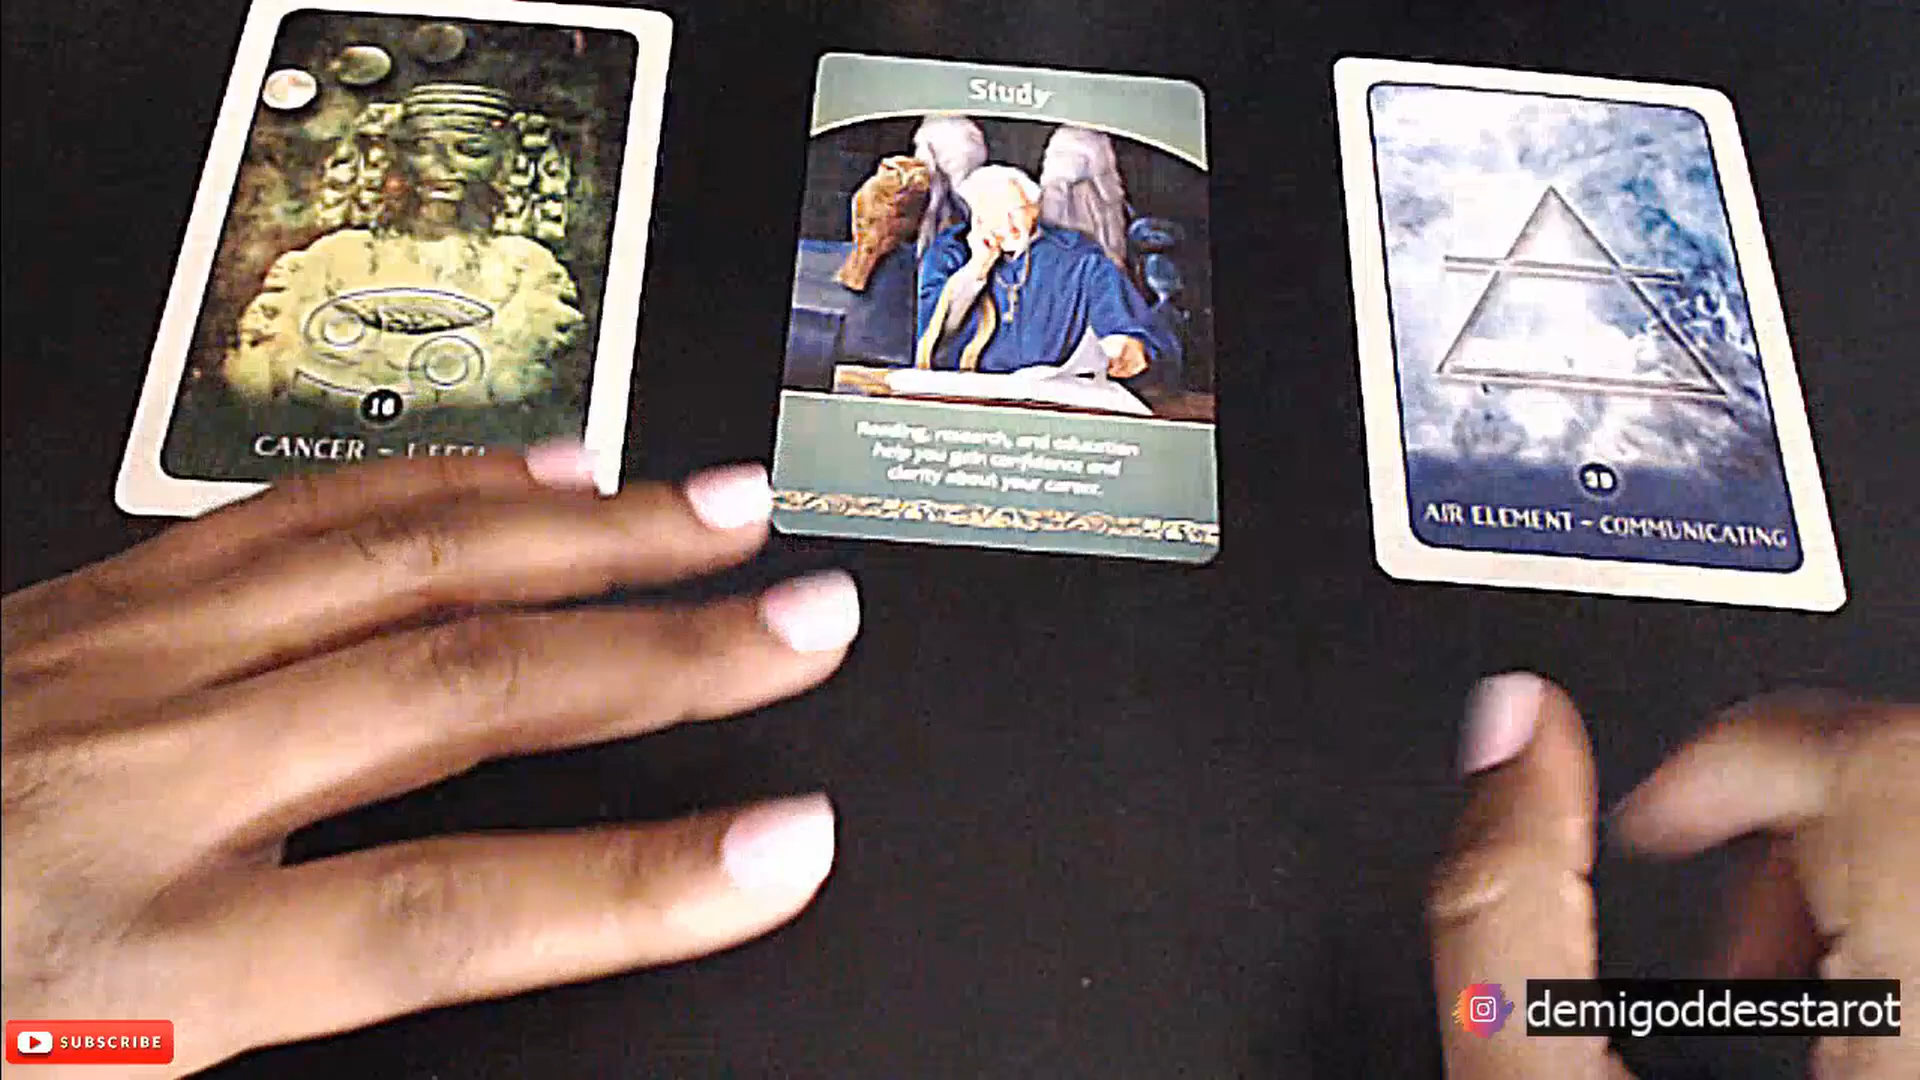 Study
16
CANCER ~
Reading, research, and education
help you gain confidence and
clarity about your career.
39
AIR ELEMENT ~ COMMUNICATING
SUBSCRIBE
demigoddesstarot